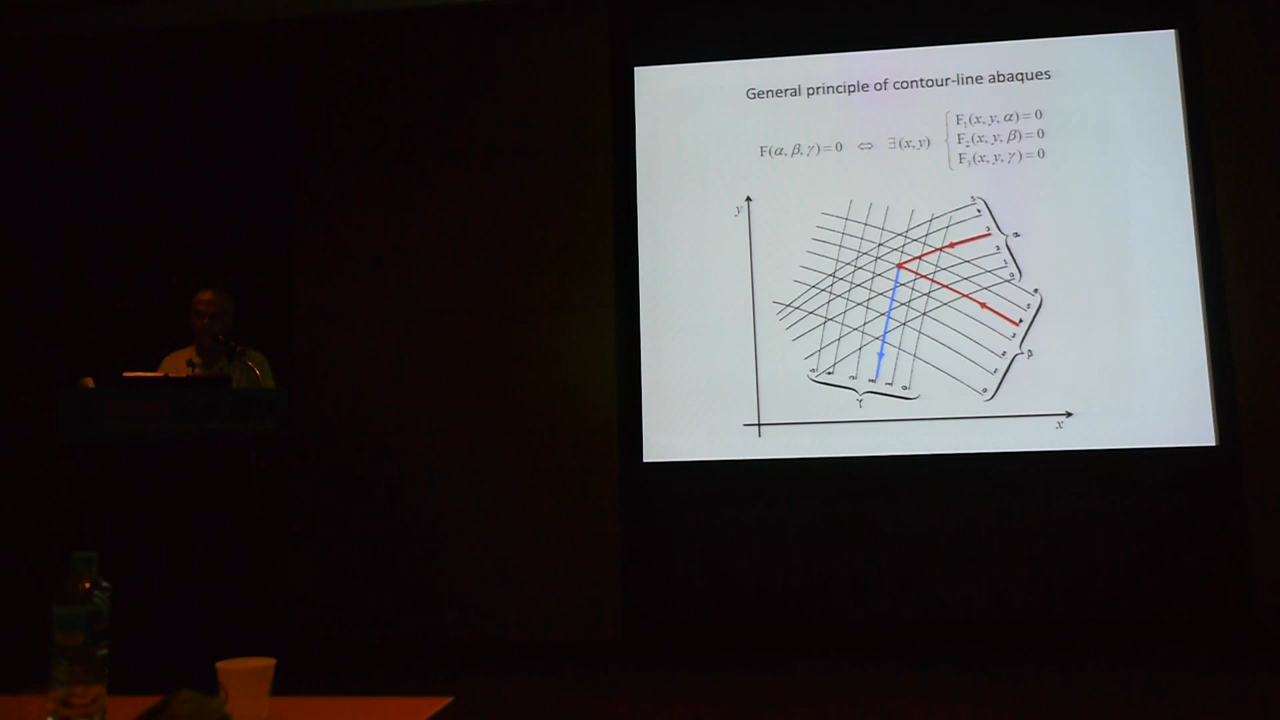 General principle of contour-line abaques
F₁(x, y, α) = 0
F(α, β, γ) = 0 ⇔ ∃(x, y) F₂(x, y, β) = 0
F₃(x, y, γ) = 0
y
α
β
γ
x